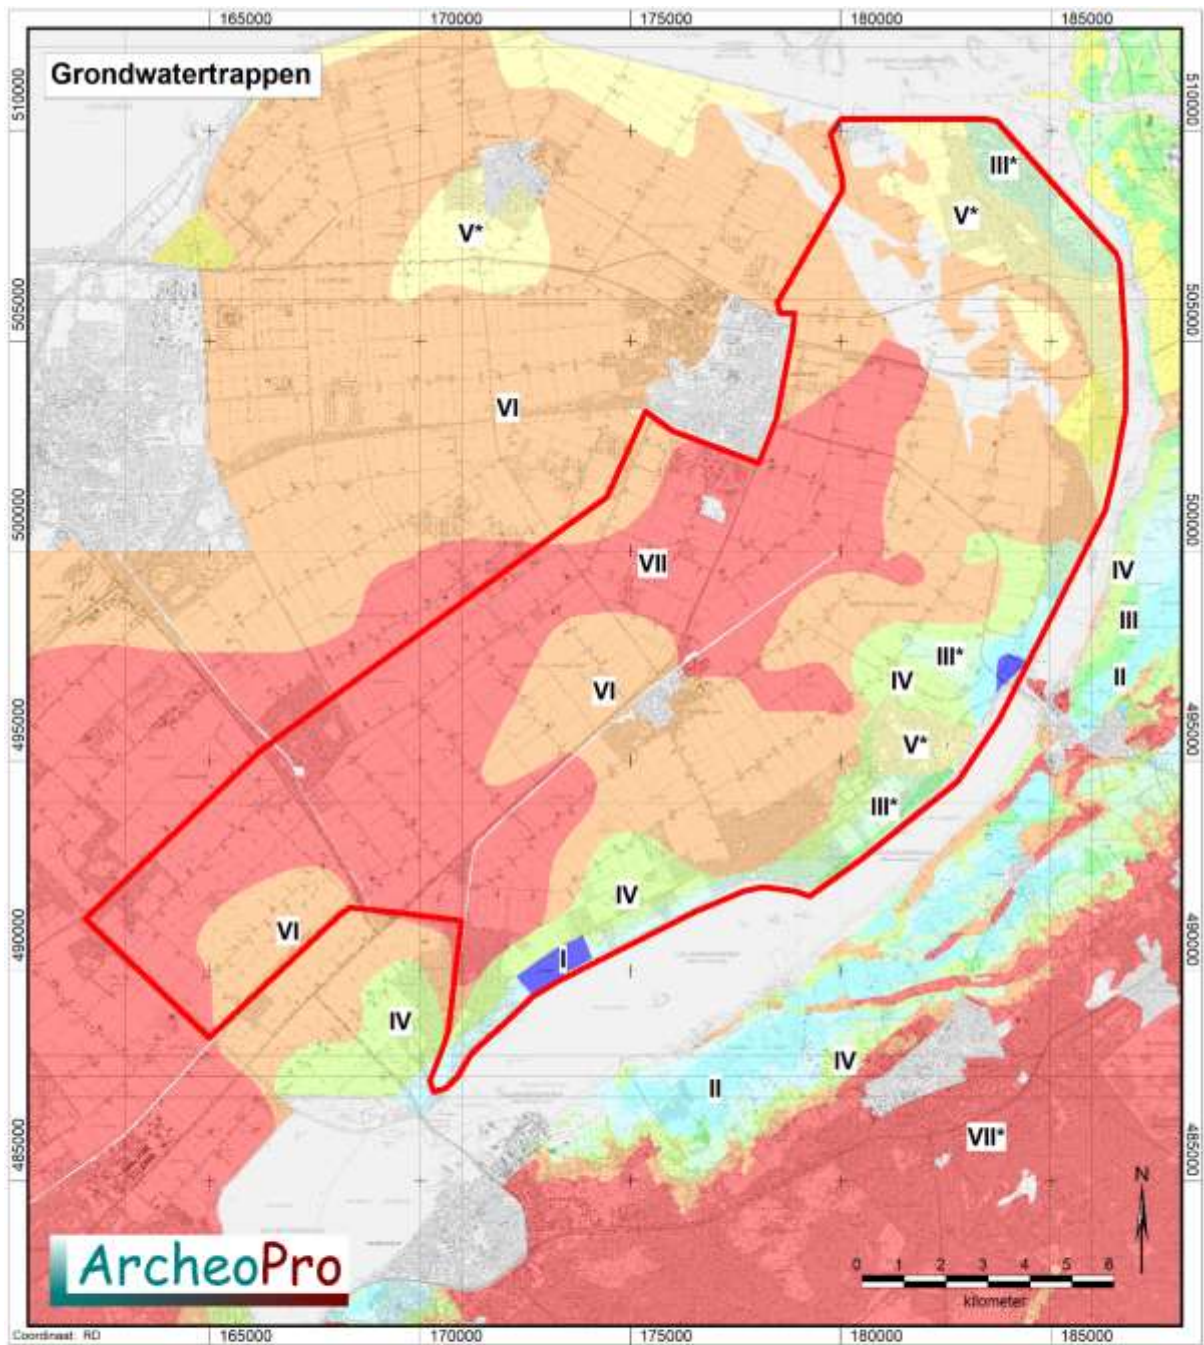 165000 170000 175000 180000 185000
Grondwatertrappen
510000 510000
III*
V*
V*
505000 505000
VI
500000 500000
VII
IV
III
III*
IV
II
VI
495000 495000
V*
III*
IV
VI
490000 490000
I
IV
IV
II
VII*
485000 485000
N
ArcheoPro
0 1 2 3 4 5 6
kilometer
Coordinaat: RD
165000 170000 175000 180000 185000